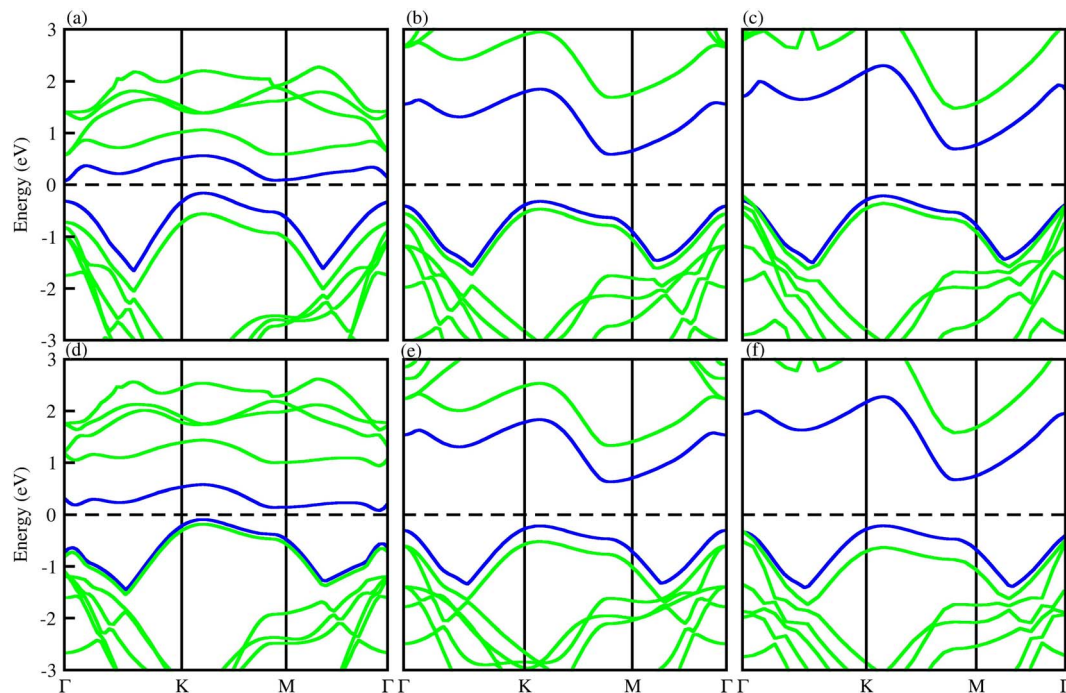 (a)
(b)
(c)
3
2
1
0
-1
-2
-3
Energy (eV)
(d)
(e)
(f)
3
2
1
0
-1
-2
-3
Energy (eV)
Γ
K
M
Γ
Γ
K
M
Γ
Γ
K
M
Γ